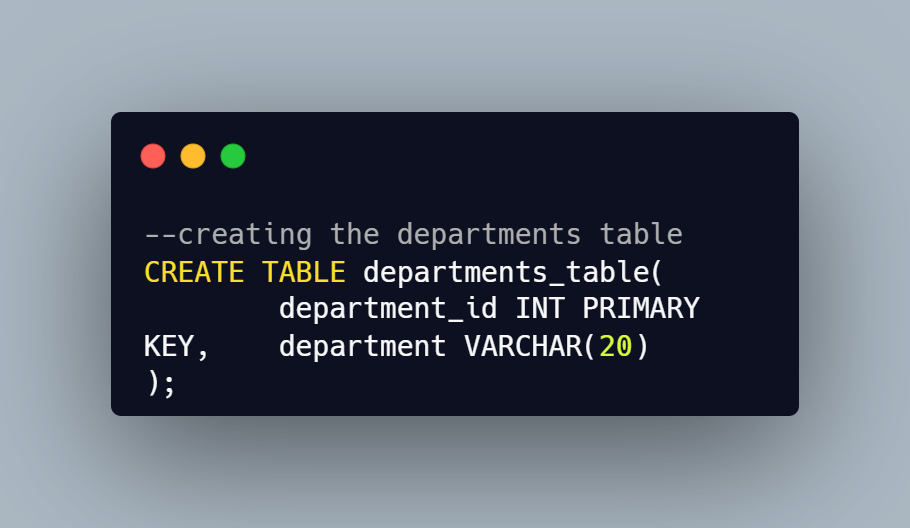 --creating the departments table
CREATE TABLE departments_table(
        department_id INT PRIMARY
KEY,    department VARCHAR(20)
);